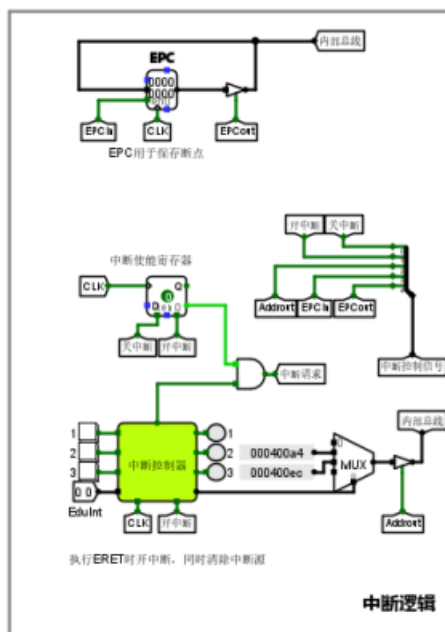 内部总线
EPC
0000
0000
EPCin
CLK
EPCout
EPC用于保存断点
开中断
关中断
中断使能寄存器
CLK
D
Q
0
Addrout
EPCin
EPCout
关中断
开中断
中断请求
中断控制信号
内部总线
1
2
3
中断控制器
1
2
3
000400a4
000400ec
0
MUX
0 0
EduInt
CLK
开中断
Addrout
执行ERET时开中断，同时清除中断源
中断逻辑